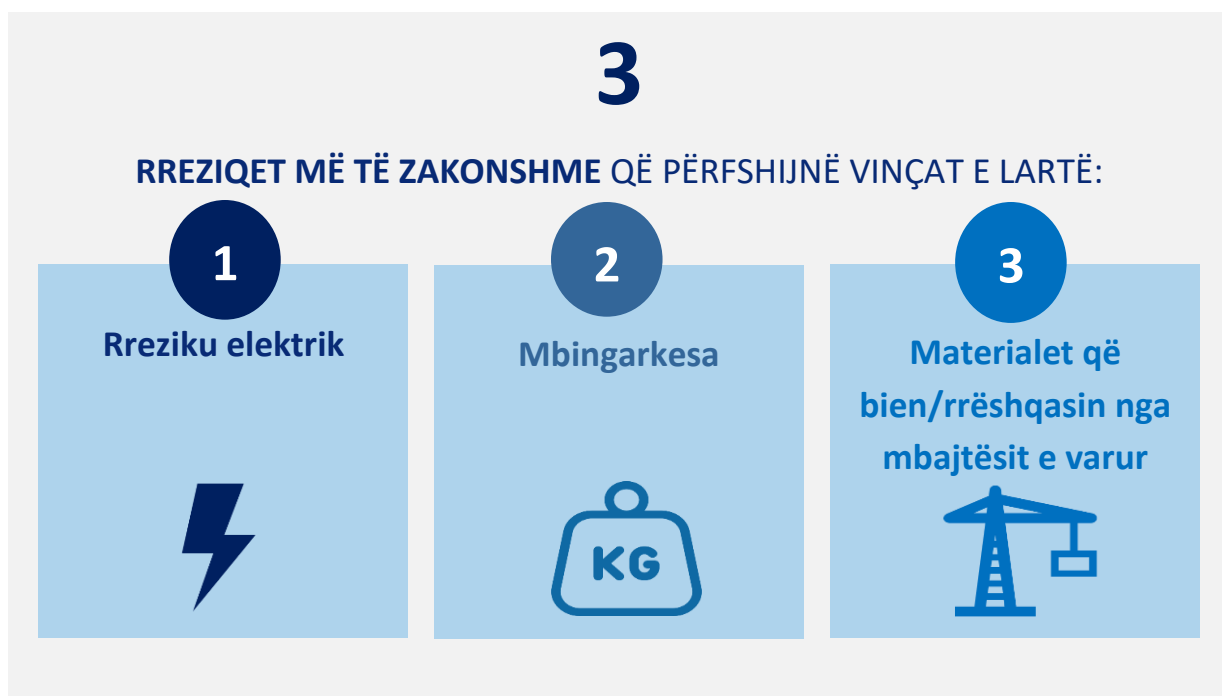 3
RREZIQET MË TË ZAKONSHME QË PËRFSHIJNË VINÇAT E LARTË:
1
Rreziku elektrik
2
Mbingarkesa
KG
3
Materialet që
bien/rrëshqasin nga
mbajtësit e varur